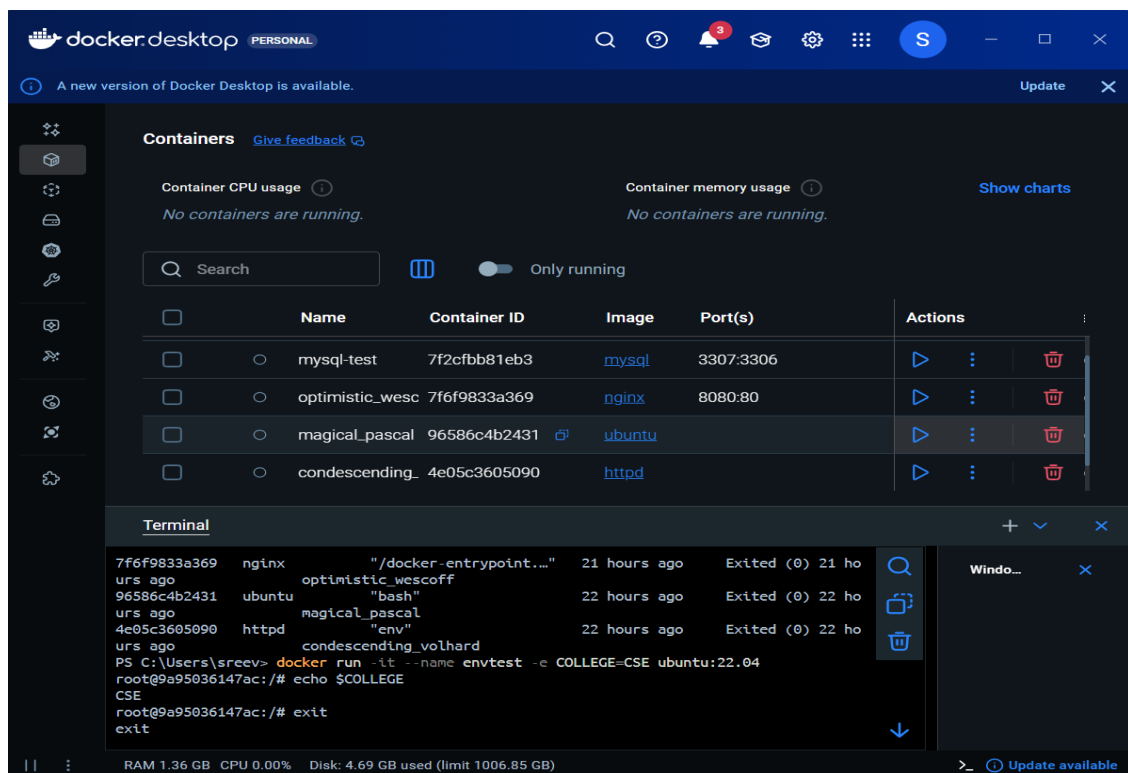 docker.desktop PERSONAL
3
S
A new version of Docker Desktop is available.
Update
Containers Give feedback
Container CPU usage
Container memory usage
Show charts
No containers are running.
No containers are running.
Search
Only running
Name Container ID Image Port(s) Actions
mysql-test 7f2cfbb81eb3 mysql 3307:3306
optimistic_wesc 7f6f9833a369 nginx 8080:80
magical_pascal 96586c4b2431 ubuntu
condescending_ 4e05c3605090 httpd
Terminal
7f6f9833a369 nginx "/docker-entrypoint.…" 21 hours ago Exited (0) 21 ho
urs ago optimistic_wescoff
96586c4b2431 ubuntu "bash" 22 hours ago Exited (0) 22 ho
urs ago magical_pascal
4e05c3605090 httpd "env" 22 hours ago Exited (0) 22 ho
urs ago condescending_volhard
PS C:\Users\sreev> docker run -it --name envtest -e COLLEGE=CSE ubuntu:22.04
root@9a95036147ac:/# echo $COLLEGE
CSE
root@9a95036147ac:/# exit
exit
Windo...
RAM 1.36 GB CPU 0.00% Disk: 4.69 GB used (limit 1006.85 GB)
Update available